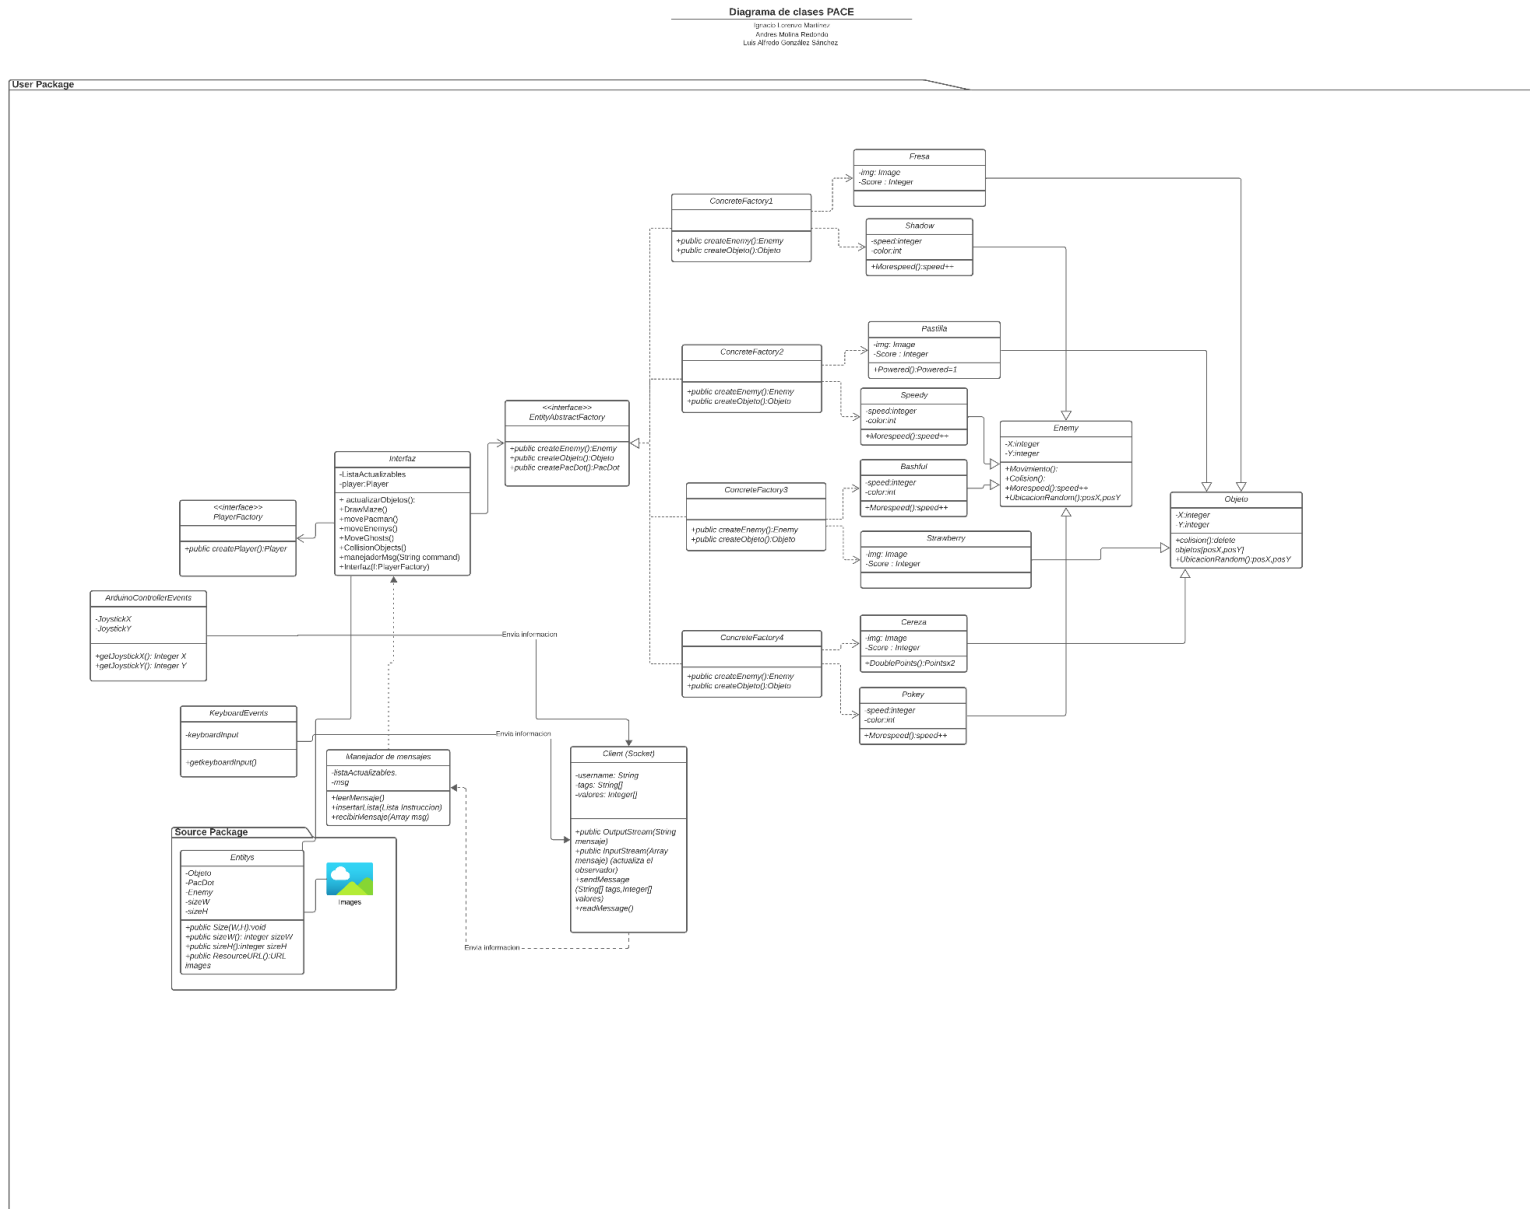 Diagrama de clases PACE
Ignacio Lorenzo Martínez
Andres Molina Redondo
Luis Alfredo González Sánchez
User Package
Fresa
-img: Image
-Score : Integer
ConcreteFactory1
+public createEnemy():Enemy
+public createObjeto():Objeto
Shadow
-speed:integer
-color:int
+Morespeed():speed++
Pastilla
-img: Image
-Score : Integer
+Powered():Powered=1
ConcreteFactory2
+public createEnemy():Enemy
+public createObjeto():Objeto
Speedy
-speed:integer
-color:int
+Morespeed():speed++
<<interface>>
EntityAbstractFactory
+public createEnemy():Enemy
+public createObjeto():Objeto
+public createPacDot():PacDot
Enemy
-X:integer
-Y:integer
+Movimiento():
+Colision():
+Morespeed():speed++
+UbicacionRandom():posX,posY
Interfaz
-ListaActualizables
-player:Player
+ actualizarObjetos():
+DrawMaze()
+movePacman()
+moveEnemys()
+MoveGhosts()
+CollisionObjects()
+manejadorMsg(String command)
+Interfaz(f:PlayerFactory)
Bashful
-speed:integer
-color:int
+Morespeed():speed++
ConcreteFactory3
+public createEnemy():Enemy
+public createObjeto():Objeto
Objeto
-X:integer
-Y:integer
+colision():delete
objetos[posX,posY]
+UbicacionRandom():posX,posY
<<interface>>
PlayerFactory
+public createPlayer():Player
Strawberry
-img: Image
-Score : Integer
ArduinoControllerEvents
-JoystickX
-JoystickY
+getJoystickX(): Integer X
+getJoystickY(): Integer Y
Envia informacion
Cereza
-img: Image
-Score : Integer
+DoublePoints():Pointsx2
ConcreteFactory4
+public createEnemy():Enemy
+public createObjeto():Objeto
Pokey
-speed:integer
-color:int
+Morespeed():speed++
KeyboardEvents
-keyboardInput
+getkeyboardInput()
Envia informacion
Manejador de mensajes
-listaActualizables.
-msg
+leerMensaje()
+insertarLista(Lista Instruccion)
+recibirMensaje(Array msg)
Client (Socket)
-username: String
-tags: String[]
-valores: Integer[]
+public OutputStream(String
mensaje)
+public InputStream(Array
mensaje) (actualiza el
observador)
+sendMessage
(String[] tags,Integer[]
valores)
+readMessage()
Source Package
Entitys
-Objeto
-PacDot
-Enemy
-sizeW
-sizeH
+public Size(W,H):void
+public sizeW(): integer sizeW
+public sizeH():integer sizeH
+public ResourceURL():URL
images
Images
Envia informacion